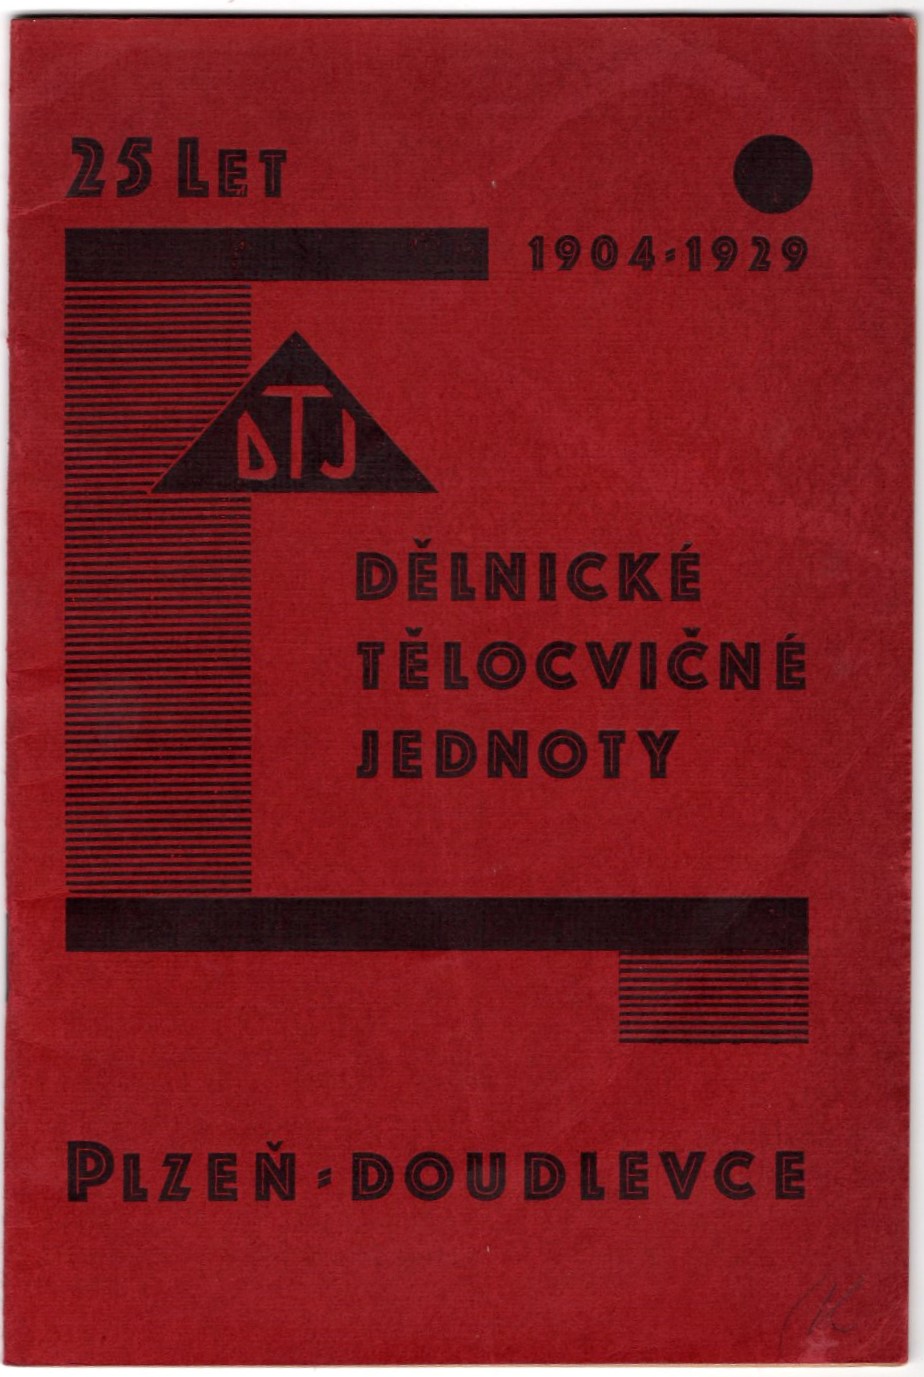 25 LET
1904-1929
DTJ
DĚLNICKÉ
TĚLOCVIČNÉ
JEDNOTY
PLZEŇ-DOUDLEVCE